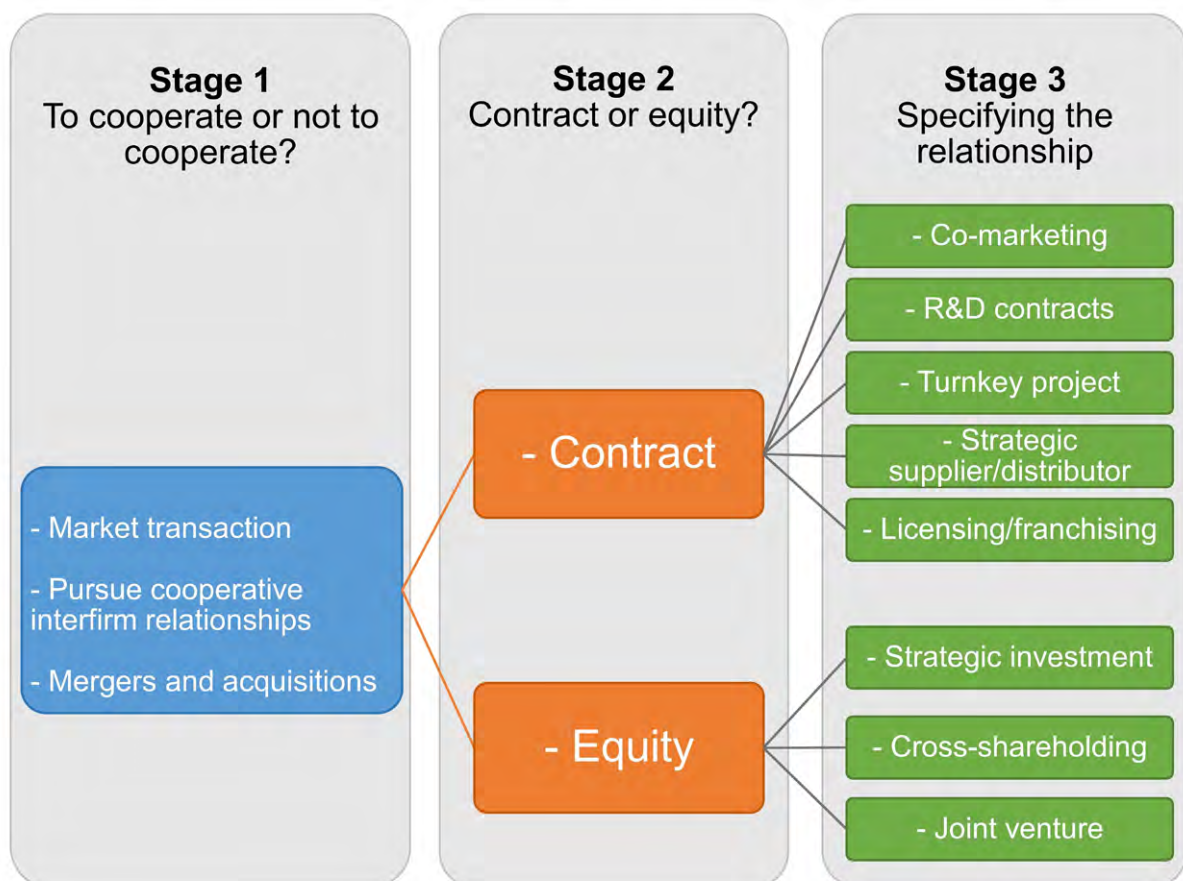 Stage 1
To cooperate or not to
cooperate?
- Market transaction
- Pursue cooperative
interfirm relationships
- Mergers and acquisitions
Stage 2
Contract or equity?
- Contract
- Equity
Stage 3
Specifying the
relationship
- Co-marketing
- R&D contracts
- Turnkey project
- Strategic
supplier/distributor
- Licensing/franchising
- Strategic investment
- Cross-shareholding
- Joint venture